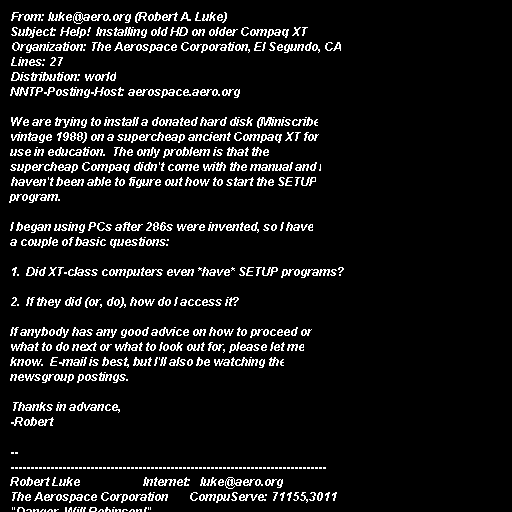 From: luke@aero.org (Robert A. Luke)
Subject: Help!  Installing old HD on older Compaq XT
Organization: The Aerospace Corporation, El Segundo, CA
Lines: 27
Distribution: world
NNTP-Posting-Host: aerospace.aero.org

We are trying to install a donated hard disk (Miniscribe
vintage 1988) on a supercheap ancient Compaq XT for
use in education.  The only problem is that the
supercheap Compaq didn't come with the manual and I
haven't been able to figure out how to start the SETUP
program.

I began using PCs after 286s were invented, so I have
a couple of basic questions:

1.  Did XT-class computers even *have* SETUP programs?

2.  If they did (or, do), how do I access it?

If anybody has any good advice on how to proceed or
what to do next or what to look out for, please let me
know.  E-mail is best, but I'll also be watching the
newsgroup postings.

Thanks in advance,
-Robert

--
-------------------------------------------------------------------------------
Robert Luke                  Internet:   luke@aero.org
The Aerospace Corporation      CompuServe: 71155,3011
"Danger, Will Robinson!"